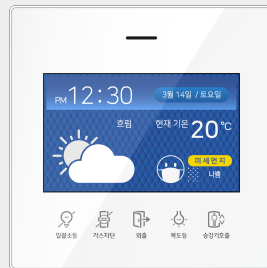 PM 12:30
3월 14일 / 토요일
흐림
현재 기온 20℃
미세먼지
나쁨
일괄소등
가스차단
외출
복도등
승강기호출